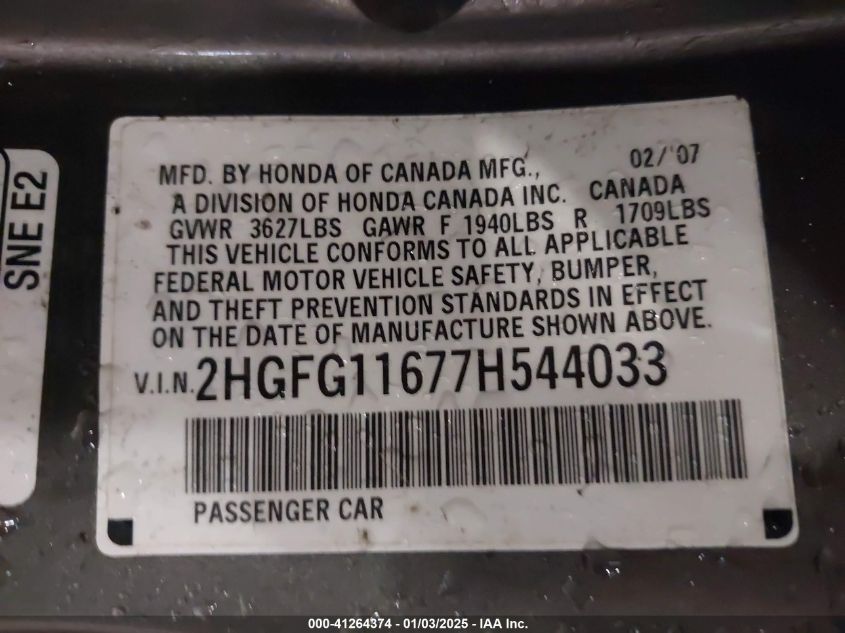 MFD. BY HONDA OF CANADA MFG., 02/'07
A DIVISION OF HONDA CANADA INC. CANADA
GVWR 3627LBS GAWR F 1940LBS R 1709LBS
THIS VEHICLE CONFORMS TO ALL APPLICABLE
FEDERAL MOTOR VEHICLE SAFETY, BUMPER,
AND THEFT PREVENTION STANDARDS IN EFFECT
ON THE DATE OF MANUFACTURE SHOWN ABOVE.
V.I.N. 2HGFG11677H544033
PASSENGER CAR
SNE E2
000-41264374 - 01/03/2025 - IAA Inc.